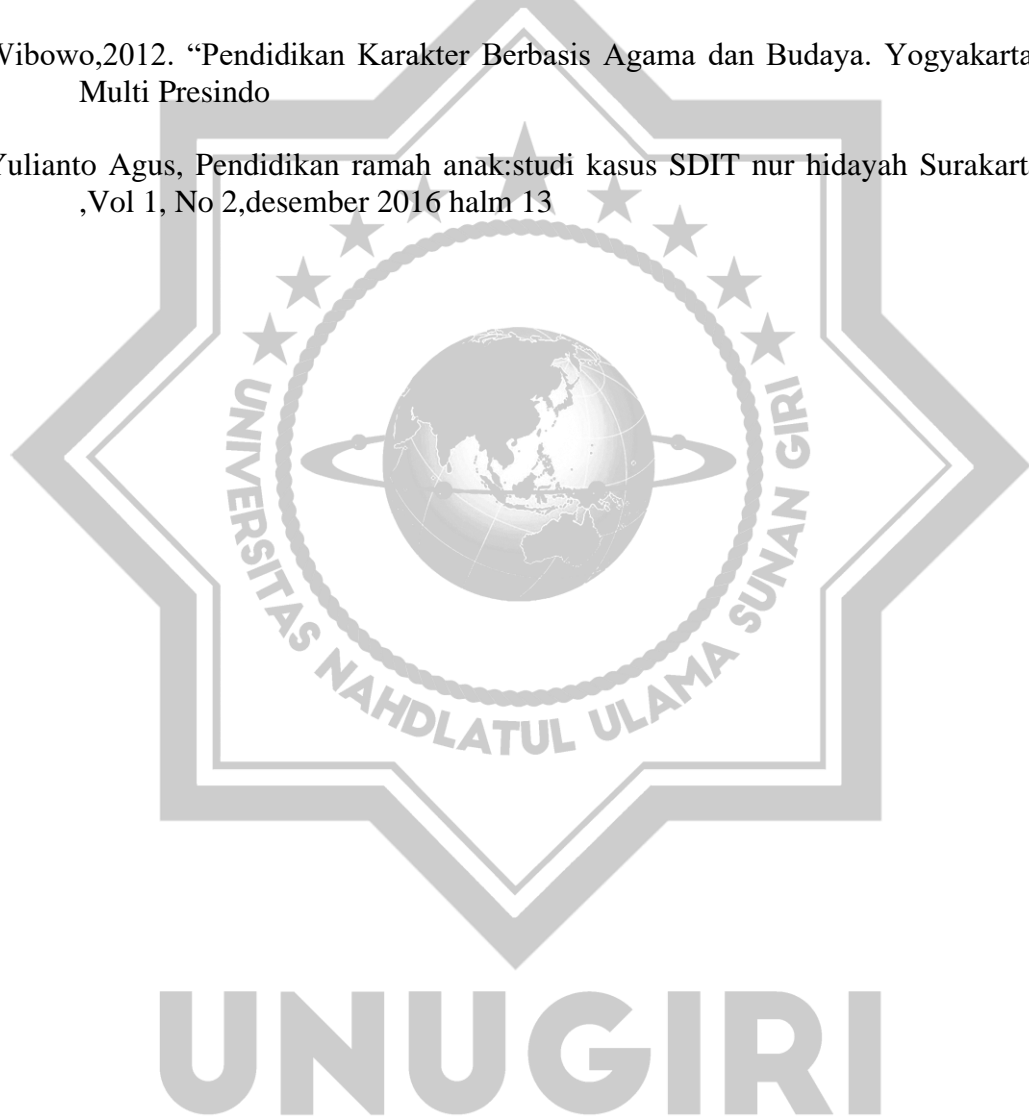 Wibowo,2012. “Pendidikan Karakter Berbasis Agama dan Budaya. Yogyakarta
Multi Presindo
Yulianto Agus, Pendidikan ramah anak:studi kasus SDIT nur hidayah Surakart
,Vol 1, No 2,desember 2016 halm 13
UNIVERSITAS NAHDLATUL ULAMA SUNAN GIRI
UNUGIRI